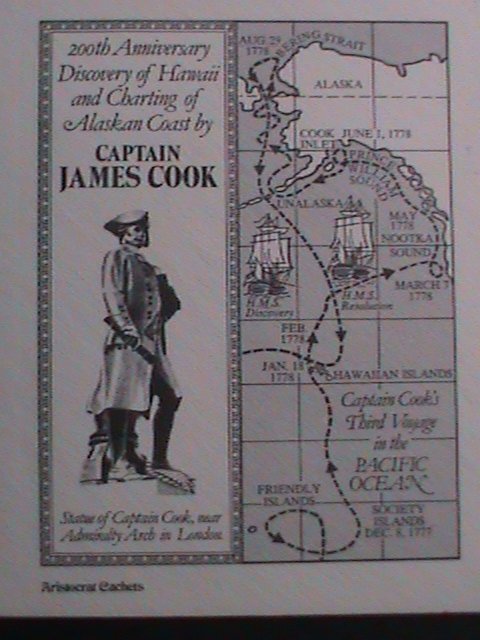 200th Anniversary
Discovery of Hawaii
and Charting of
Alaskan Coast by
CAPTAIN
JAMES COOK
Statue of Captain Cook, near
Admiralty Arch in London
AUG. 29
1778
BERING STRAIT
ALASKA
COOK
INLET
JUNE 1, 1778
PRINCE
WILLIAM
SOUND
UNALASKA
MAY
1778
NOOTKA
SOUND
MARCH 7
1778
H.M.S.
Discovery
H.M.S.
Resolution
FEB.
1778
JAN. 18
1778
HAWAIIAN ISLANDS
Captain Cook's
Third Voyage
in the
PACIFIC
OCEAN
FRIENDLY
ISLANDS
SOCIETY
ISLANDS
DEC. 8, 1777
Aristocrat Cachets